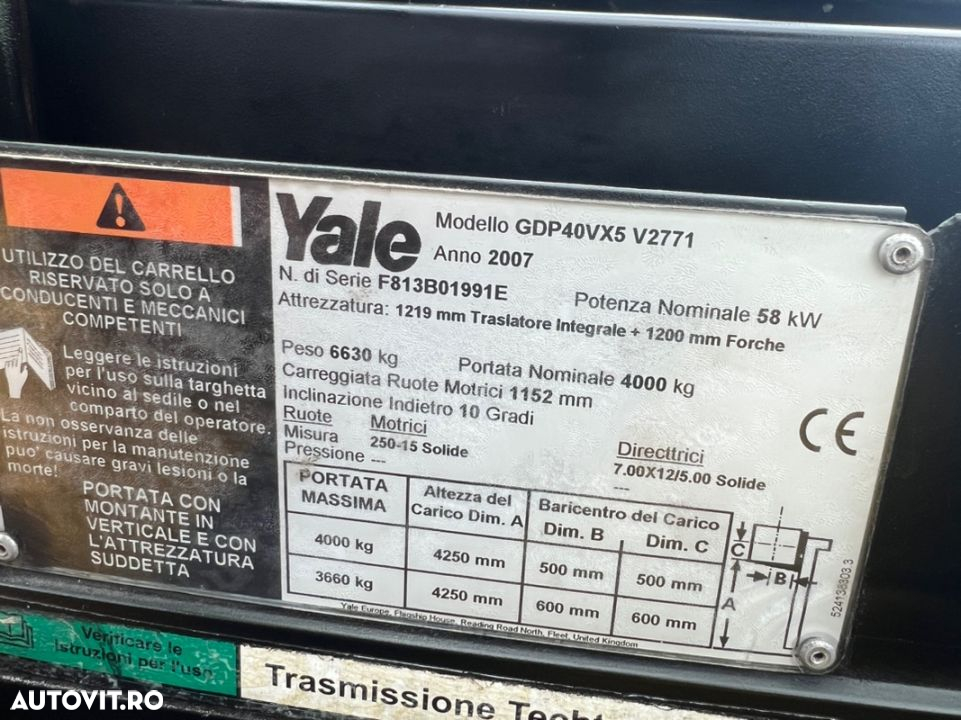 UTILIZZO DEL CARRELLO
RISERVATO SOLO A
CONDUCENTI E MECCANICI
COMPETENTI
Leggere le istruzioni
per l'uso sulla targhetta
vicino al sedile o nel
comparto del operatore.
La non osservanza delle
istruzioni per la manutenzione
puo' causare gravi lesioni o la
morte!
PORTATA CON
MONTANTE IN
VERTICALE E CON
L'ATTREZZATURA
SUDDETTA
Yale
Modello GDP40VX5 V2771
Anno 2007
N. di Serie F813B01991E
Potenza Nominale 58 kW
Attrezzatura: 1219 mm Traslatore Integrale + 1200 mm Forche
Peso 6630 kg
Portata Nominale 4000 kg
Carreggiata Ruote Motrici 1152 mm
Inclinazione Indietro 10 Gradi
Ruote Motrici Directtrici
Misura 250-15 Solide 7.00X12/5.00 Solide
Pressione --- ---
CE
PORTATA MASSIMA
Altezza del Carico Dim. A
Baricentro del Carico
Dim. B Dim. C
4000 kg 4250 mm 500 mm 500 mm
3660 kg 4250 mm 600 mm 600 mm
C
B
A
524136303 3
Yale Europe, Flagship House, Reading Road North, Fleet, United Kingdom
Verificare le
Istruzioni per l'uso
Trasmissione Techt
AUTOVIT.RO